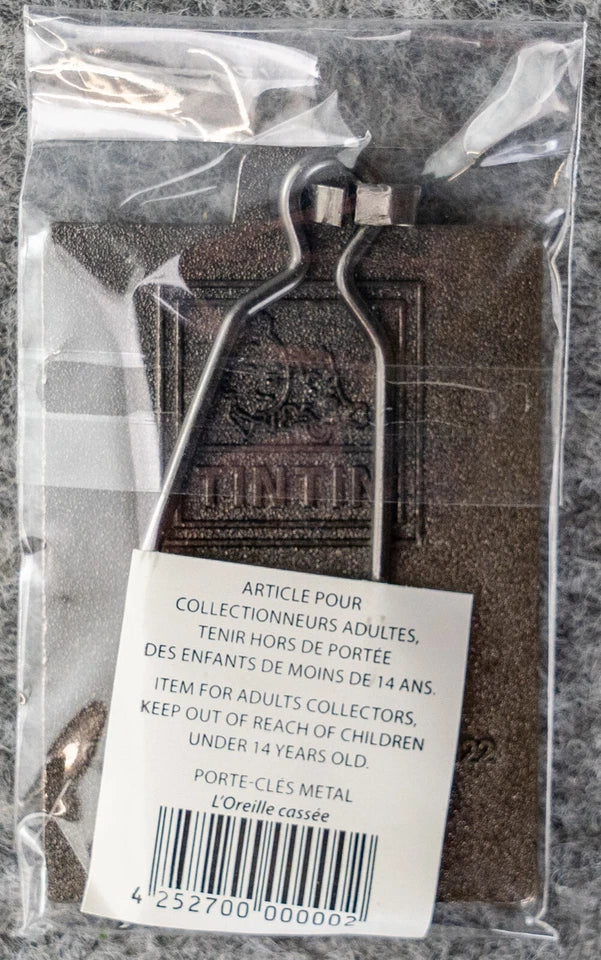 TINTIN
ARTICLE POUR
COLLECTIONNEURS ADULTES,
TENIR HORS DE PORTÉE
DES ENFANTS DE MOINS DE 14 ANS.
ITEM FOR ADULTS COLLECTORS,
KEEP OUT OF REACH OF CHILDREN
UNDER 14 YEARS OLD.
22
PORTE-CLÉS METAL
L'Oreille cassée
4 252700 000002